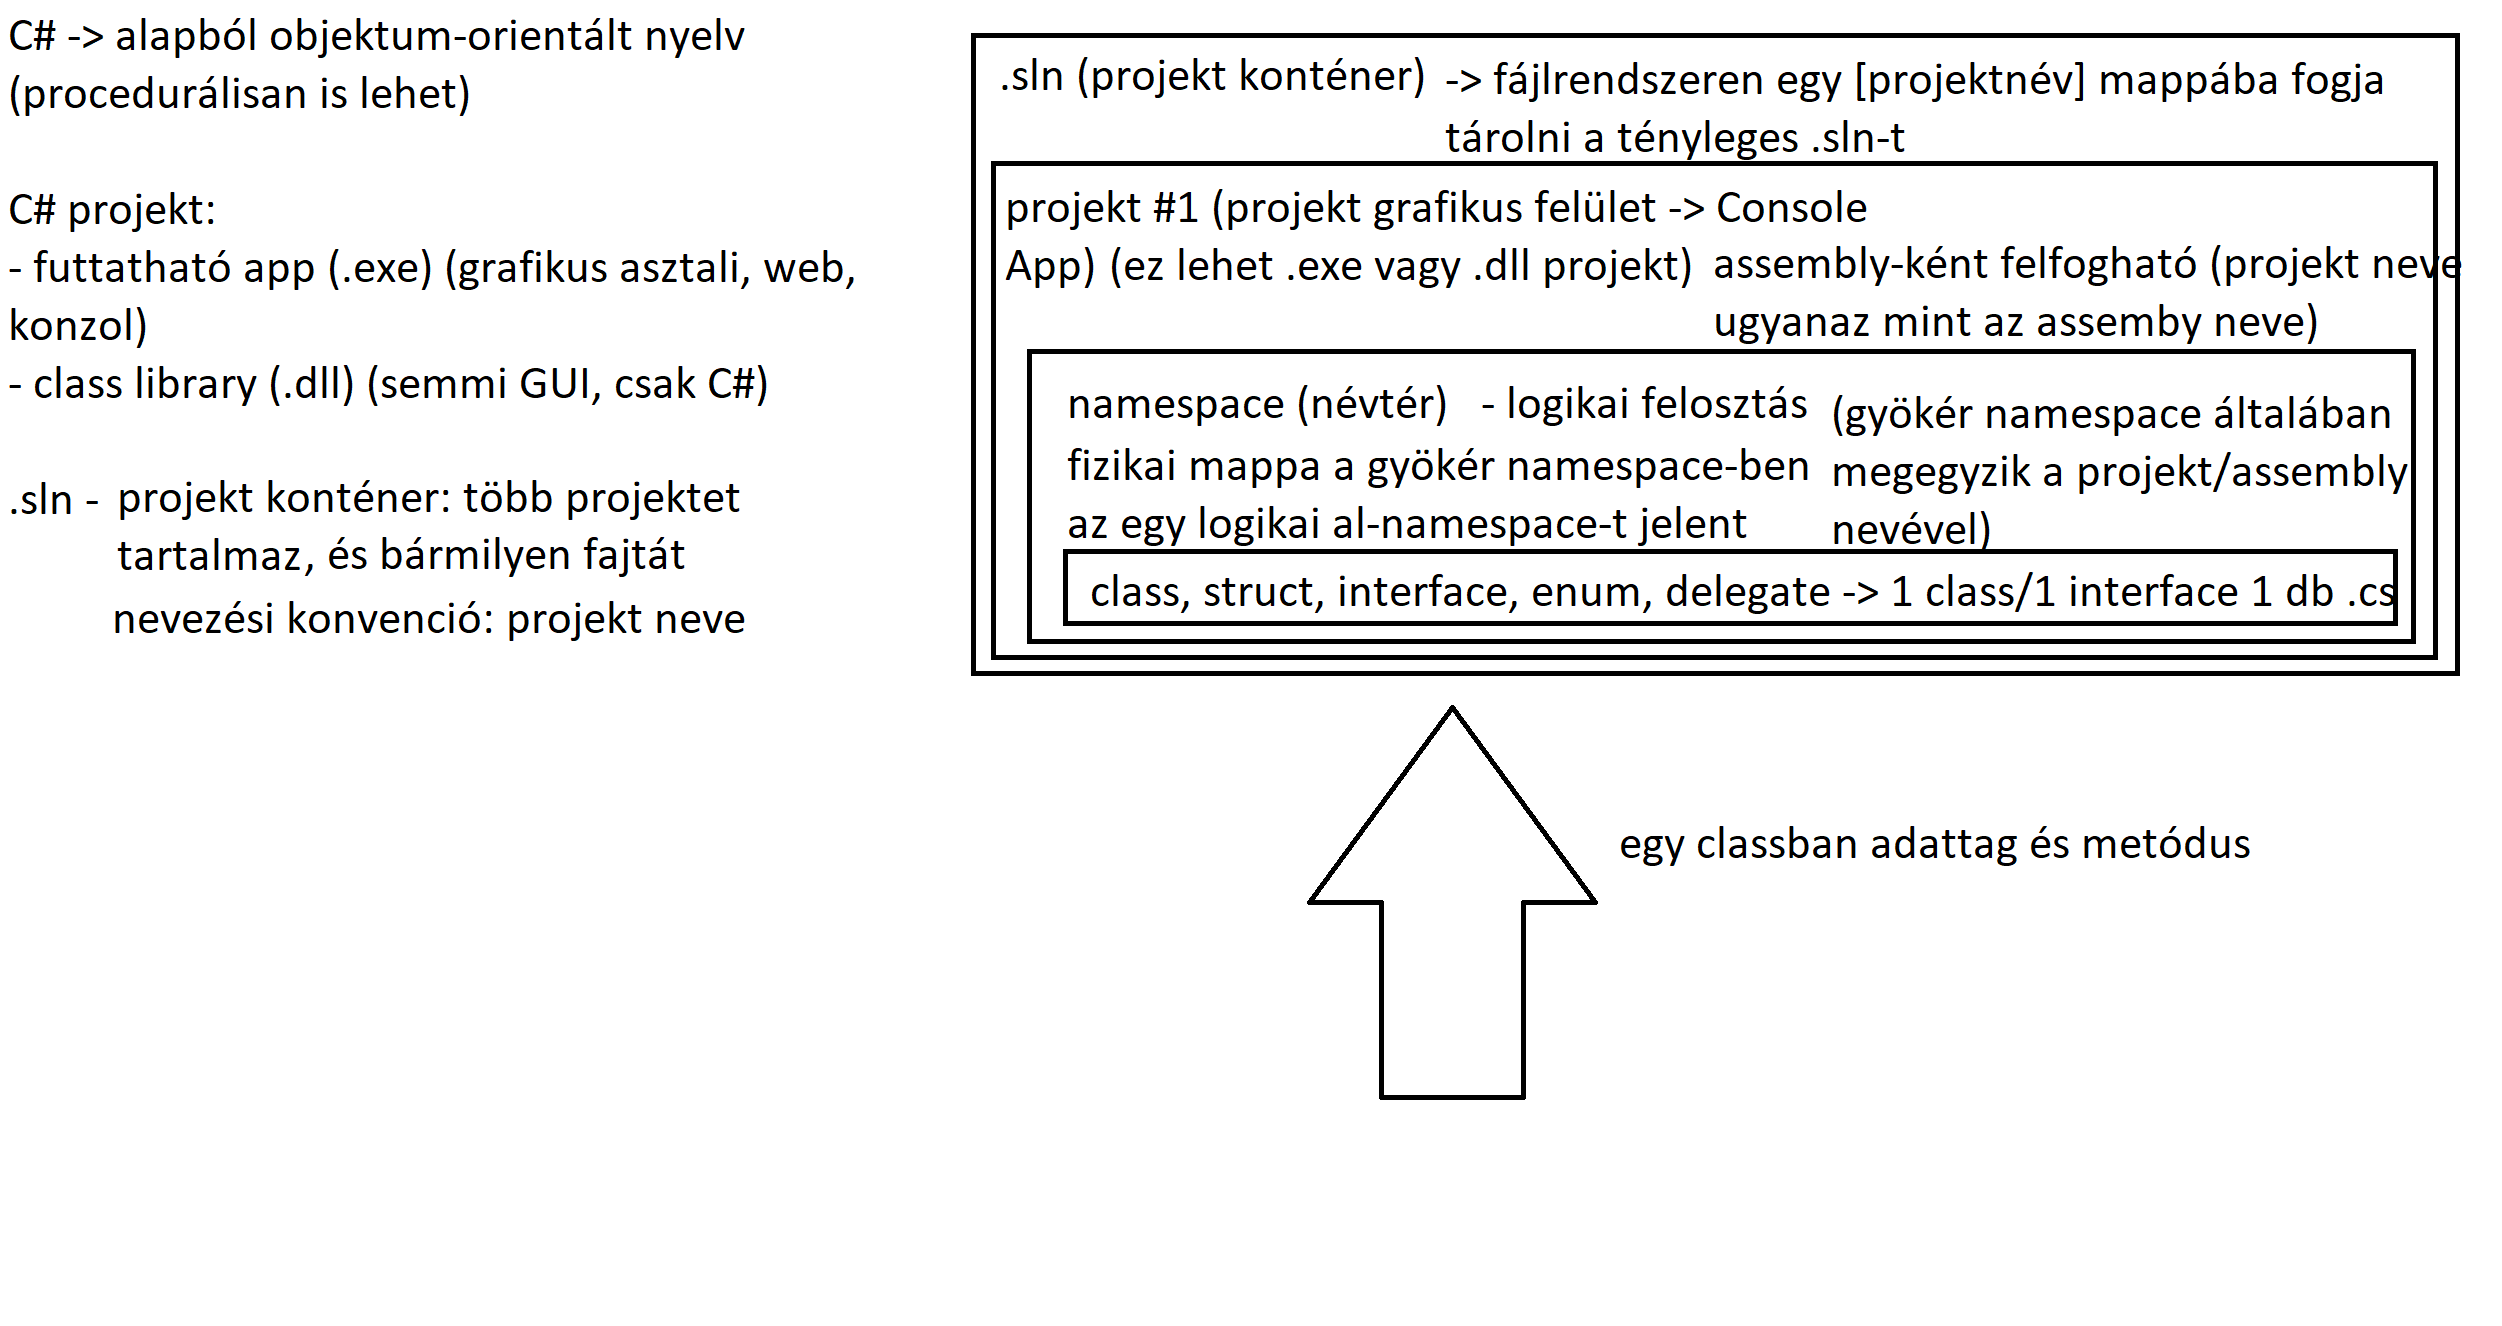 C# -> alapból objektum-orientált nyelv
(procedurálisan is lehet)
C# projekt:
- futtatható app (.exe) (grafikus asztali, web,
konzol)
- class library (.dll) (semmi GUI, csak C#)
.sln - projekt konténer: több projektet
tartalmaz, és bármilyen fajtát
nevezési konvenció: projekt neve
.sln (projekt konténer) -> fájlrendszeren egy [projektnév] mappába fogja
tárolni a tényleges .sln-t
projekt #1 (projekt grafikus felület -> Console
App) (ez lehet .exe vagy .dll projekt)
assembly-ként felfogható (projekt neve
ugyanaz mint az assemby neve)
namespace (névtér) - logikai felosztás
fizikai mappa a gyökér namespace-ben
az egy logikai al-namespace-t jelent
(gyökér namespace általában
megegyzik a projekt/assembly
nevével)
class, struct, interface, enum, delegate -> 1 class/1 interface 1 db .cs
egy classban adattag és metódus